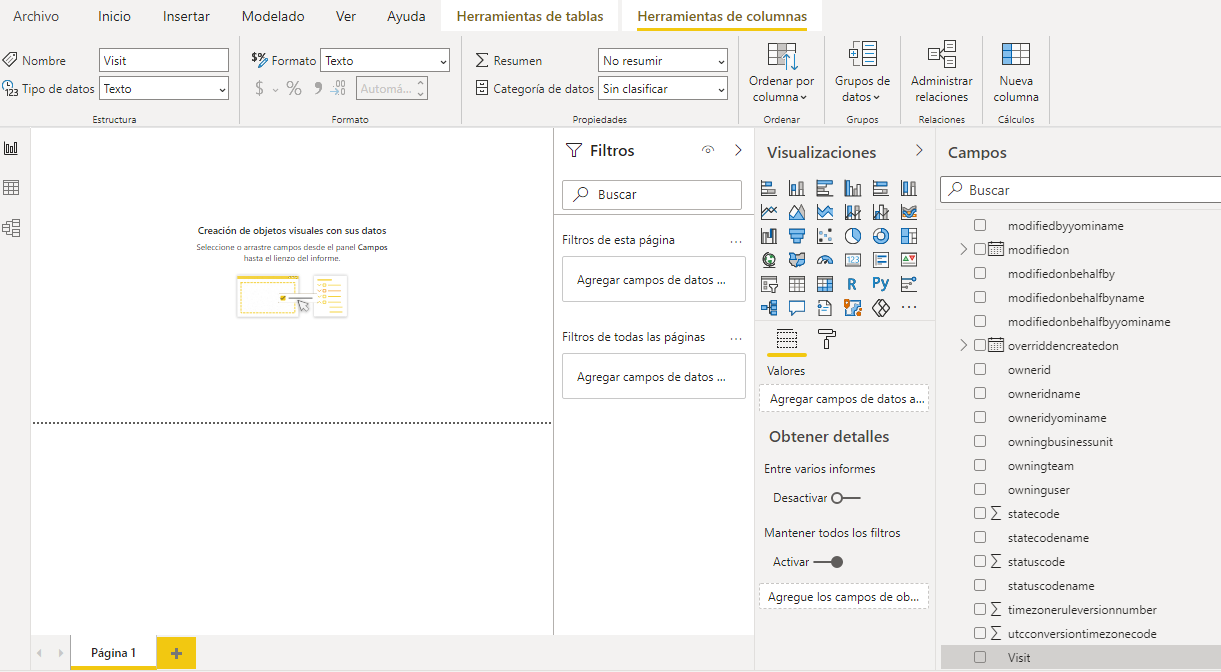 Archivo Inicio Insertar Modelado Ver Ayuda Herramientas de tablas Herramientas de columnas
Nombre Visit
Tipo de datos Texto
Estructura
$% Formato Texto
$ % 9 .00 Automá...
Formato
Resumen No resumir
Categoría de datos Sin clasificar
Propiedades
Ordenar por
columna
Ordenar
Grupos de
datos
Grupos
Administrar
relaciones
Relaciones
Nueva
columna
Cálculos
Creación de objetos visuales con sus datos
Seleccione o arrastre campos desde el panel Campos
hasta el lienzo del informe.
Página 1 +
Filtros
Buscar
Filtros de esta página ...
Agregar campos de datos ...
Filtros de todas las páginas ...
Agregar campos de datos ...
Visualizaciones
123
R Py
...
Valores
Agregar campos de datos a...
Obtener detalles
Entre varios informes
Desactivar
Mantener todos los filtros
Activar
Agregue los campos de ob...
Campos
Buscar
modifiedbyyominame
modifiedon
modifiedonbehalfby
modifiedonbehalfbyname
modifiedonbehalfbyyominame
overriddencreatedon
ownerid
owneridname
owneridyominame
owningbusinessunit
owningteam
owninguser
∑ statecode
statecodename
∑ statuscode
statuscodename
∑ timezoneruleversionnumber
∑ utcconversiontimezonecode
Visit